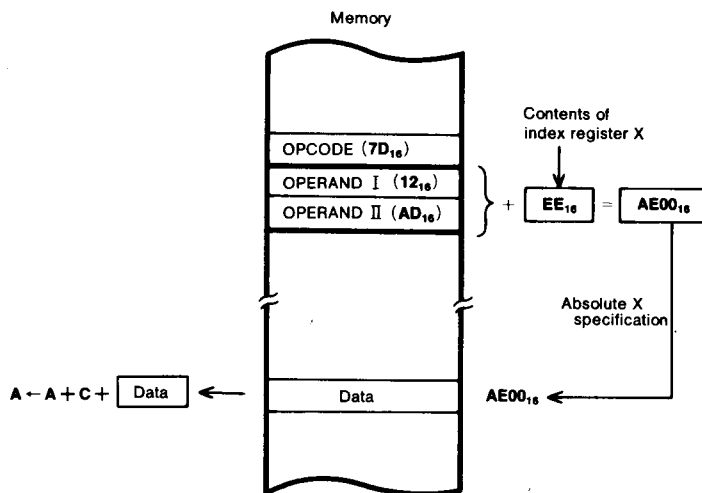 Memory
Contents of
index register X
OPCODE (7D₁₆)
OPERAND I (12₁₆)
OPERAND II (AD₁₆)
+ EE₁₆ = AE00₁₆
Absolute X
specification
A ← A + C + Data
Data
AE00₁₆